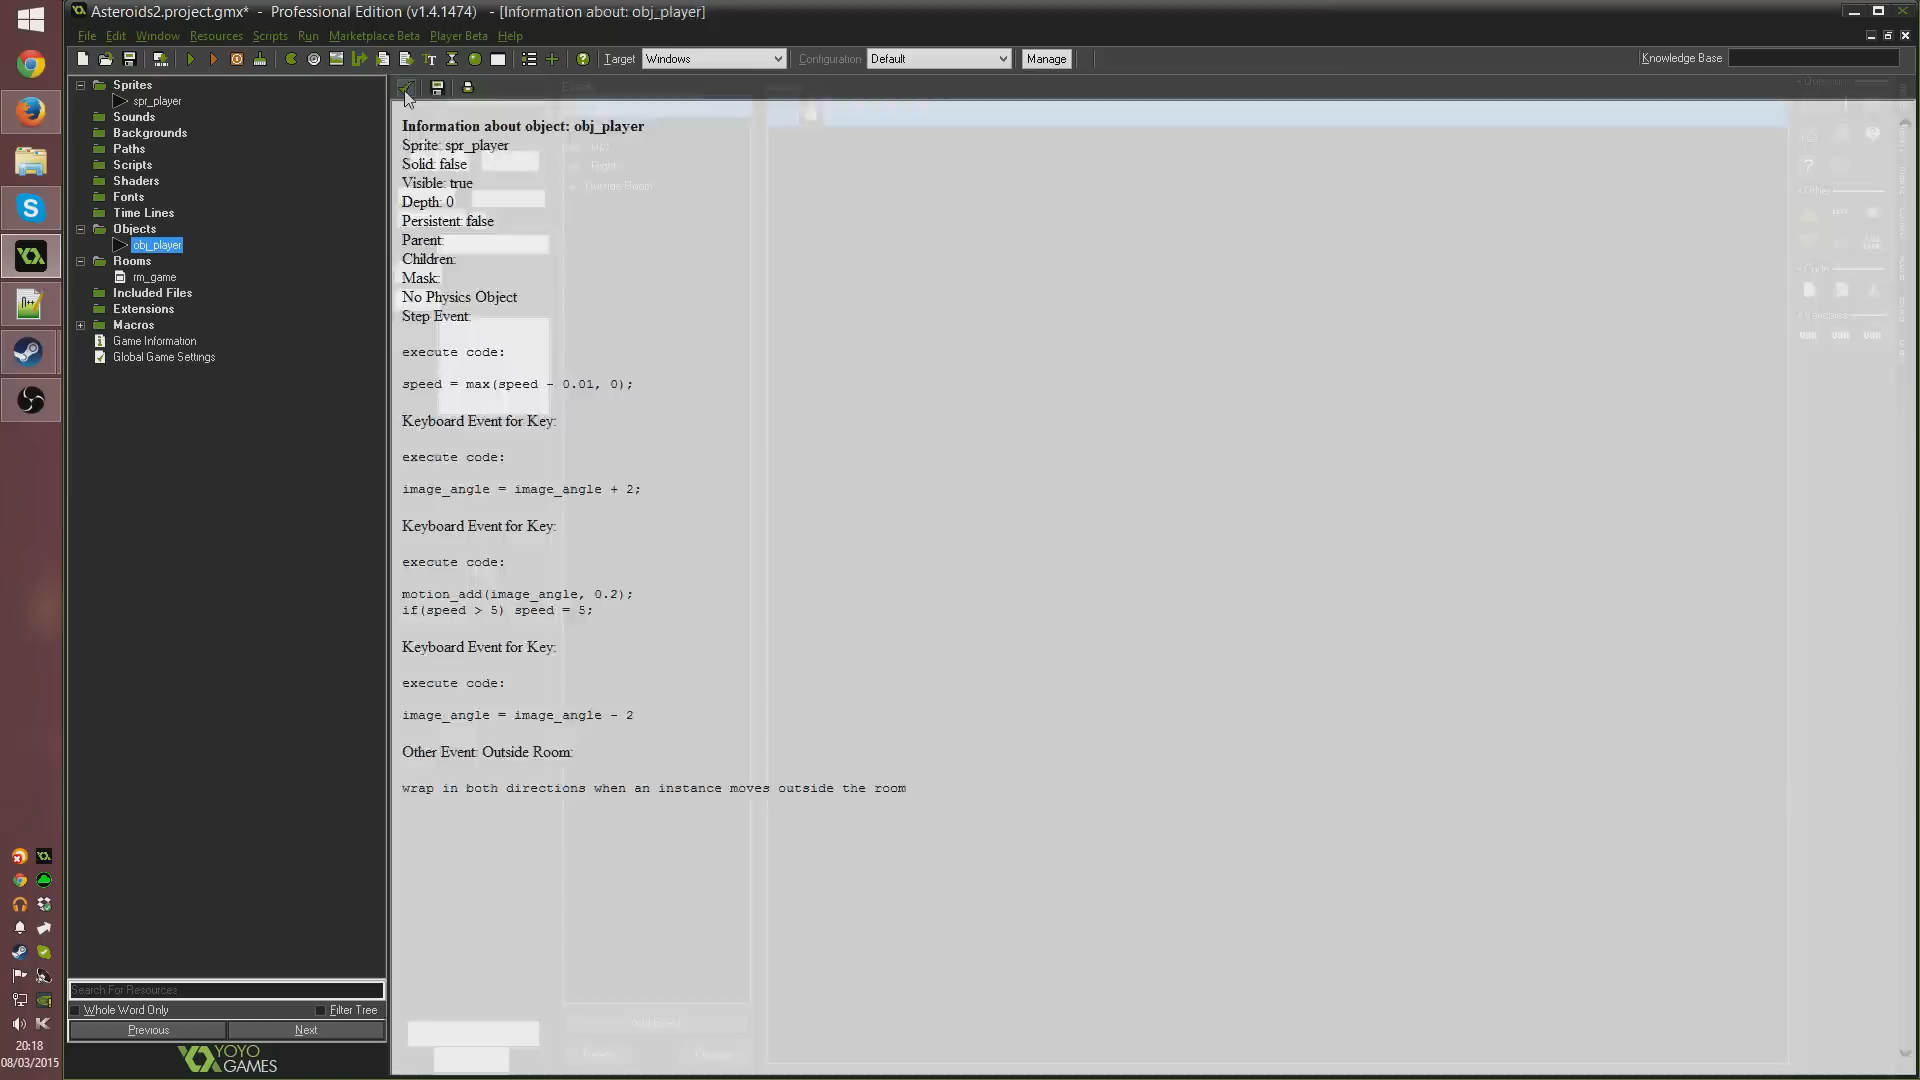 Asteroids2.project.gmx* - Professional Edition (v1.4.1474) - [Information about: obj_player]
File Edit Window Resources Scripts Run Marketplace Beta Player Beta Help
Target Windows Configuration Default Manage Knowledge Base
Sprites
spr_player
Sounds
Backgrounds
Paths
Scripts
Shaders
Fonts
Time Lines
Objects
obj_player
Rooms
rm_game
Included Files
Extensions
Macros
Game Information
Global Game Settings
Search For Resources
Whole Word Only Filter Tree
Previous Next
YOYO
GAMES
Information about object: obj_player
Sprite: spr_player
Solid: false
Visible: true
Depth: 0
Persistent: false
Parent:
Children:
Mask:
No Physics Object
Step Event:
execute code:
speed = max(speed - 0.01, 0);
Keyboard Event for Key:
execute code:
image_angle = image_angle + 2;
Keyboard Event for Key:
execute code:
motion_add(image_angle, 0.2);
if(speed > 5) speed = 5;
Keyboard Event for Key:
execute code:
image_angle = image_angle - 2
Other Event: Outside Room:
wrap in both directions when an instance moves outside the room
Outside Room
20:18
08/03/2015